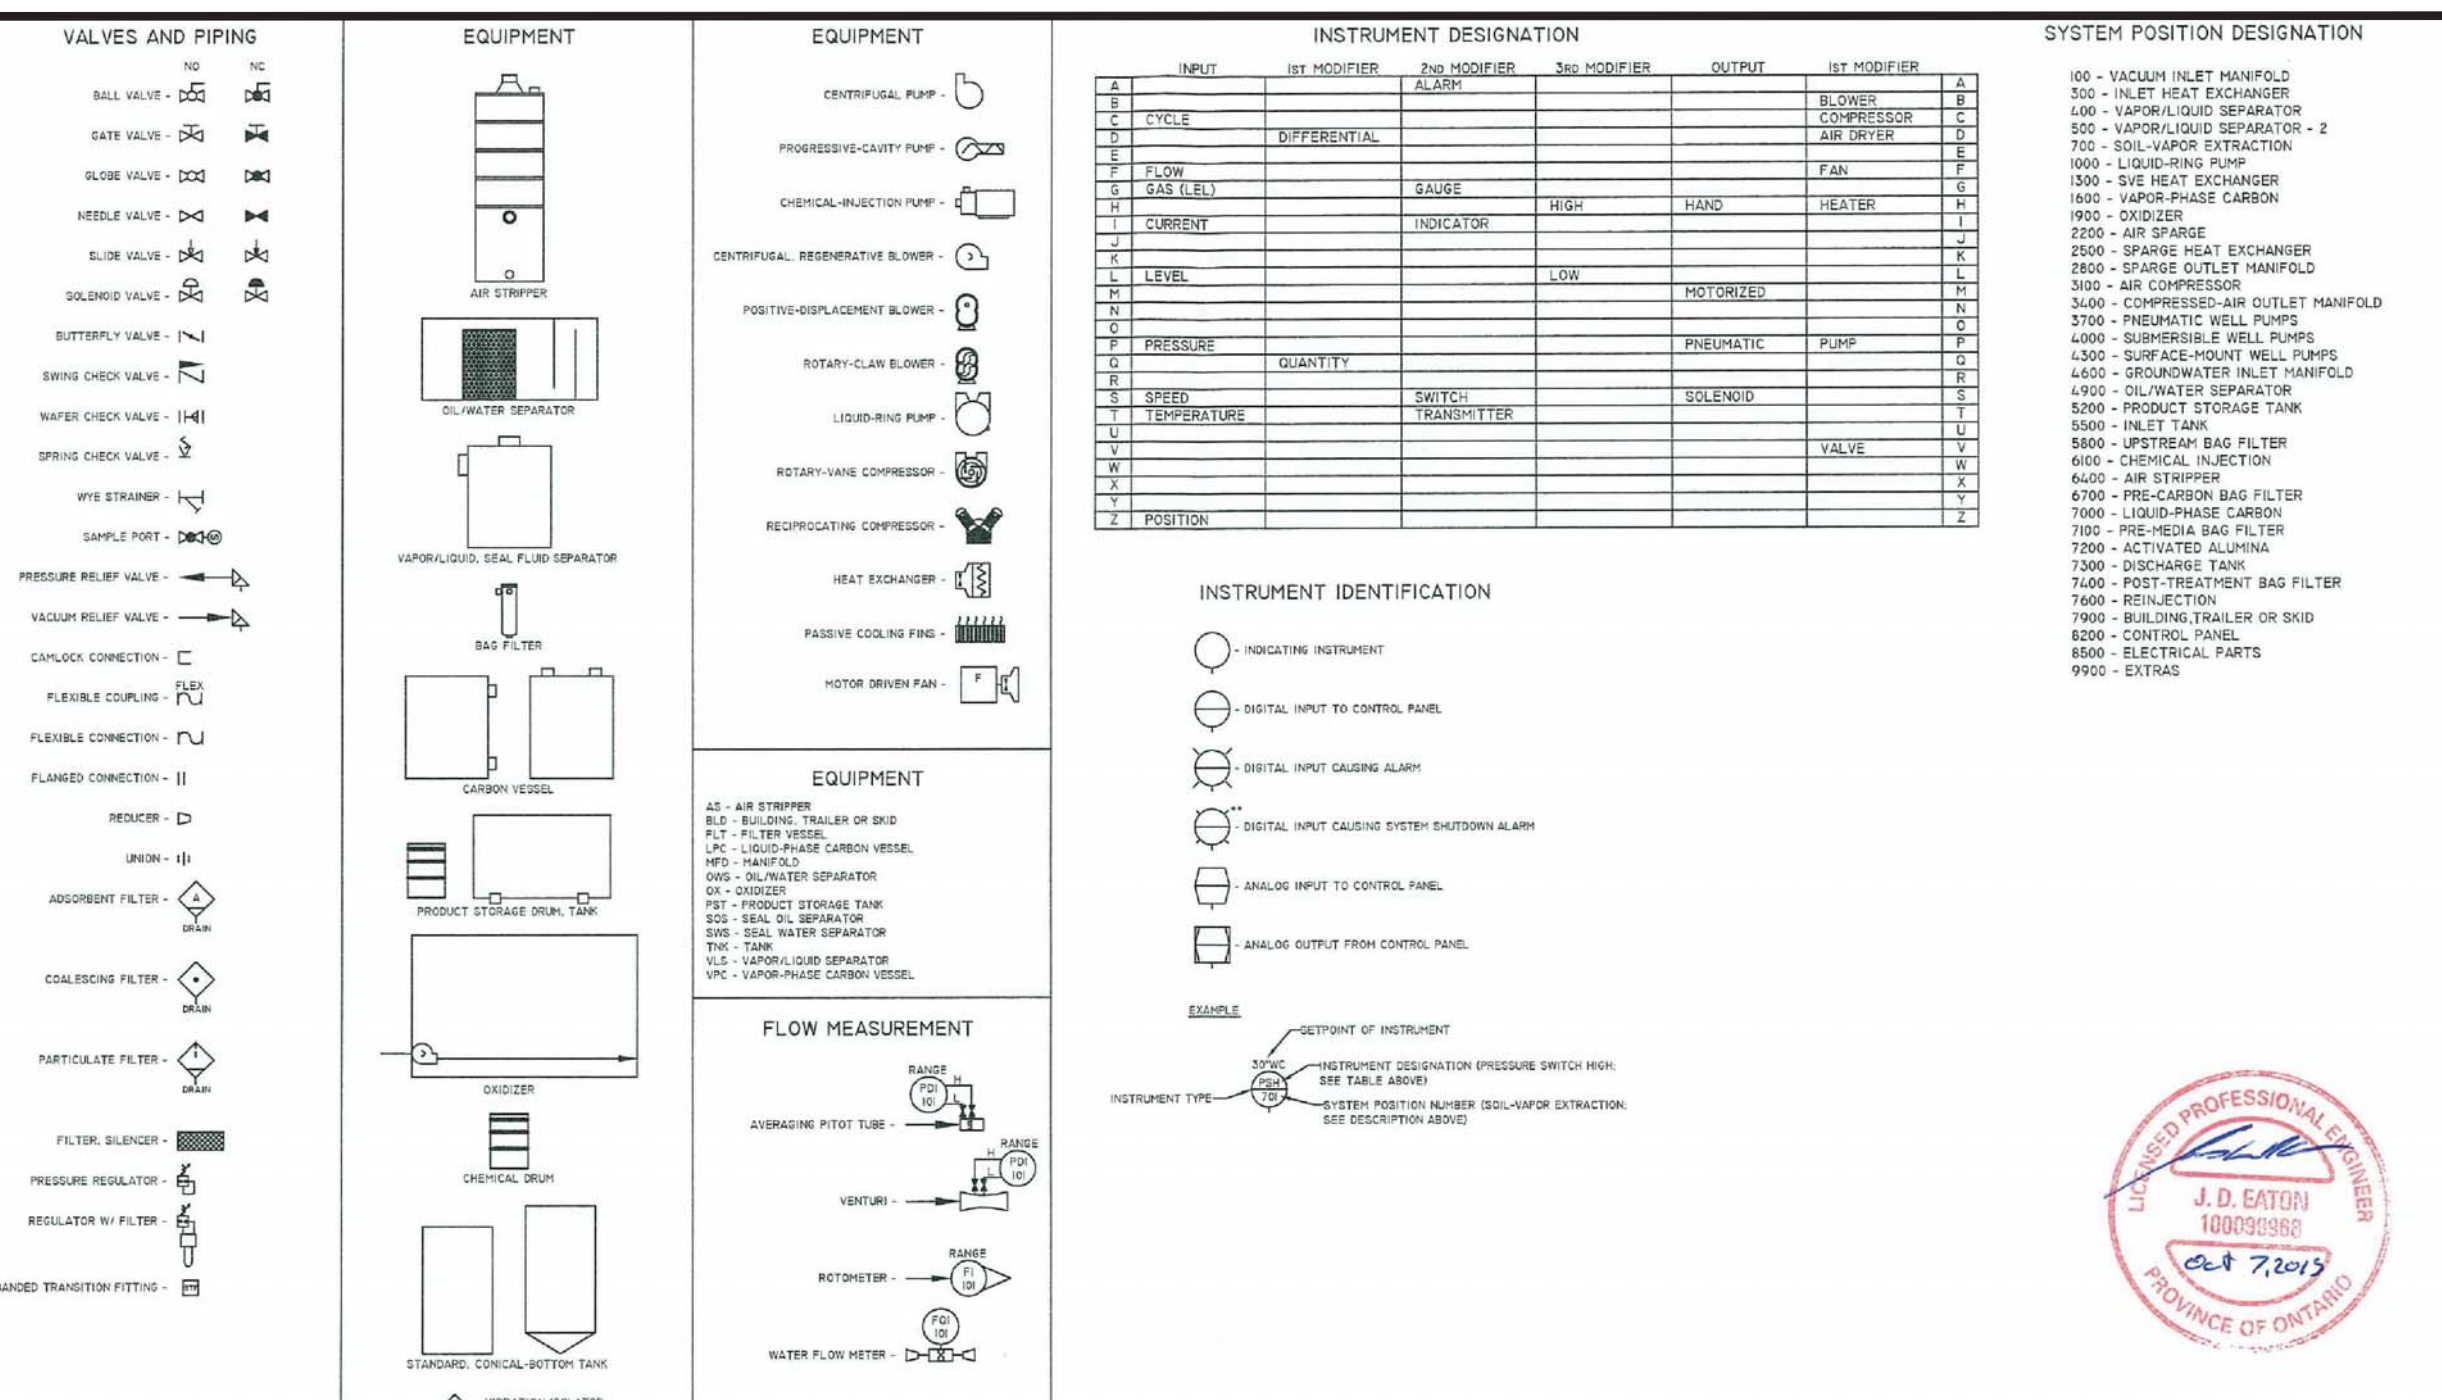 VALVES AND PIPING
NO NC
BALL VALVE -
GATE VALVE -
GLOBE VALVE -
NEEDLE VALVE -
SLIDE VALVE -
SOLENOID VALVE -
BUTTERFLY VALVE -
SWING CHECK VALVE -
WAFER CHECK VALVE -
SPRING CHECK VALVE -
WYE STRAINER -
SAMPLE PORT - S
PRESSURE RELIEF VALVE -
VACUUM RELIEF VALVE -
CAMLOCK CONNECTION -
FLEXIBLE COUPLING - FLEX
FLEXIBLE CONNECTION -
FLANGED CONNECTION -
REDUCER -
UNION -
ADSORBENT FILTER - A
DRAIN
COALESCING FILTER -
DRAIN
PARTICULATE FILTER -
DRAIN
FILTER, SILENCER -
PRESSURE REGULATOR -
REGULATOR W/ FILTER -
ANDED TRANSITION FITTING -
EQUIPMENT
AIR STRIPPER
OIL/WATER SEPARATOR
VAPOR/LIQUID, SEAL FLUID SEPARATOR
BAG FILTER
CARBON VESSEL
PRODUCT STORAGE DRUM, TANK
OXIDIZER
CHEMICAL DRUM
STANDARD, CONICAL-BOTTOM TANK
EQUIPMENT
CENTRIFUGAL PUMP -
PROGRESSIVE-CAVITY PUMP -
CHEMICAL-INJECTION PUMP -
CENTRIFUGAL, REGENERATIVE BLOWER -
POSITIVE-DISPLACEMENT BLOWER -
ROTARY-CLAW BLOWER -
LIQUID-RING PUMP -
ROTARY-VANE COMPRESSOR -
RECIPROCATING COMPRESSOR -
HEAT EXCHANGER -
PASSIVE COOLING FINS -
MOTOR DRIVEN FAN - F
EQUIPMENT
AS - AIR STRIPPER
BLD - BUILDING, TRAILER OR SKID
FLT - FILTER VESSEL
LPC - LIQUID-PHASE CARBON VESSEL
MFD - MANIFOLD
OWS - OIL/WATER SEPARATOR
OX - OXIDIZER
PST - PRODUCT STORAGE TANK
SOS - SEAL OIL SEPARATOR
SWS - SEAL WATER SEPARATOR
TNK - TANK
VLS - VAPOR/LIQUID SEPARATOR
VPC - VAPOR-PHASE CARBON VESSEL
FLOW MEASUREMENT
RANGE
PDI H
101 L
AVERAGING PITOT TUBE -
RANGE
H PDI
L 101
VENTURI -
RANGE
ROTOMETER - FI
101
FQI
101
WATER FLOW METER -
INSTRUMENT DESIGNATION
INPUT 1ST MODIFIER 2ND MODIFIER 3RD MODIFIER OUTPUT 1ST MODIFIER
A ALARM A
B BLOWER B
C CYCLE COMPRESSOR C
D DIFFERENTIAL AIR DRYER D
E E
F FLOW FAN F
G GAS (LEL) GAUGE G
H HIGH HAND HEATER H
I CURRENT INDICATOR I
J J
K K
L LEVEL LOW L
M MOTORIZED M
N N
O O
P PRESSURE PNEUMATIC PUMP P
Q QUANTITY Q
R R
S SPEED SWITCH SOLENOID S
T TEMPERATURE TRANSMITTER T
U U
V VALVE V
W W
X X
Y Y
Z POSITION Z
INSTRUMENT IDENTIFICATION
- INDICATING INSTRUMENT
- DIGITAL INPUT TO CONTROL PANEL
- DIGITAL INPUT CAUSING ALARM
**
- DIGITAL INPUT CAUSING SYSTEM SHUTDOWN ALARM
- ANALOG INPUT TO CONTROL PANEL
- ANALOG OUTPUT FROM CONTROL PANEL
EXAMPLE
SETPOINT OF INSTRUMENT
30"WC
INSTRUMENT DESIGNATION (PRESSURE SWITCH HIGH;
SEE TABLE ABOVE)
PSH
INSTRUMENT TYPE
701
SYSTEM POSITION NUMBER (SOIL-VAPOR EXTRACTION;
SEE DESCRIPTION ABOVE)
SYSTEM POSITION DESIGNATION
100 - VACUUM INLET MANIFOLD
300 - INLET HEAT EXCHANGER
400 - VAPOR/LIQUID SEPARATOR
500 - VAPOR/LIQUID SEPARATOR - 2
700 - SOIL-VAPOR EXTRACTION
1000 - LIQUID-RING PUMP
1300 - SVE HEAT EXCHANGER
1600 - VAPOR-PHASE CARBON
1900 - OXIDIZER
2200 - AIR SPARGE
2500 - SPARGE HEAT EXCHANGER
2800 - SPARGE OUTLET MANIFOLD
3100 - AIR COMPRESSOR
3400 - COMPRESSED-AIR OUTLET MANIFOLD
3700 - PNEUMATIC WELL PUMPS
4000 - SUBMERSIBLE WELL PUMPS
4300 - SURFACE-MOUNT WELL PUMPS
4600 - GROUNDWATER INLET MANIFOLD
4900 - OIL/WATER SEPARATOR
5200 - PRODUCT STORAGE TANK
5500 - INLET TANK
5800 - UPSTREAM BAG FILTER
6100 - CHEMICAL INJECTION
6400 - AIR STRIPPER
6700 - PRE-CARBON BAG FILTER
7000 - LIQUID-PHASE CARBON
7100 - PRE-MEDIA BAG FILTER
7200 - ACTIVATED ALUMINA
7300 - DISCHARGE TANK
7400 - POST-TREATMENT BAG FILTER
7600 - REINJECTION
7900 - BUILDING,TRAILER OR SKID
8200 - CONTROL PANEL
8500 - ELECTRICAL PARTS
9900 - EXTRAS
LICENSED PROFESSIONAL ENGINEER
J. D. EATON
Oct 7, 2015
PROVINCE OF ONTARIO